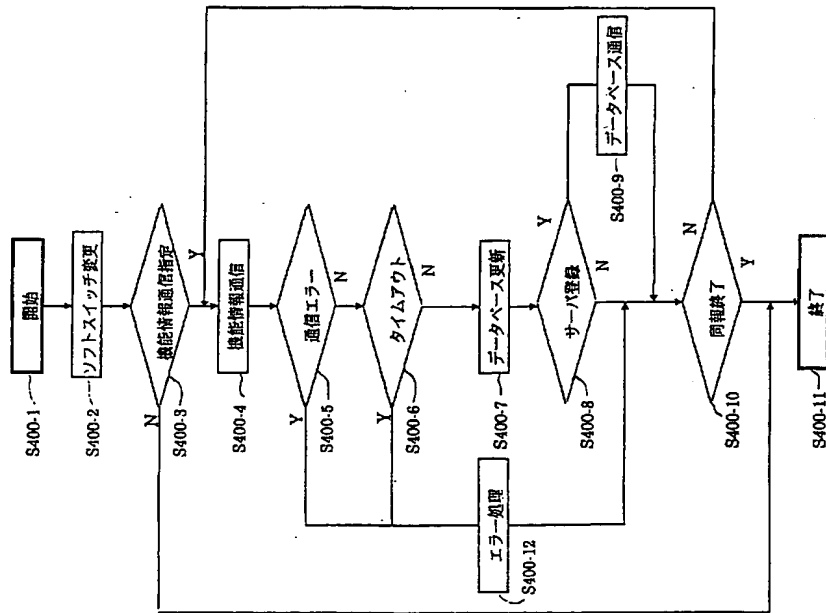 開始
S400-1
ソフトスイッチ変更
S400-2
機能情報通信指定
S400-3
N
Y
機能情報通信
S400-4
通信エラー
S400-5
Y
N
タイムアウト
S400-6
Y
N
データベース更新
S400-7
サーバ登録
S400-8
Y
N
データベース通信
S400-9
同報終了
S400-10
N
Y
終了
S400-11
エラー処理
S400-12